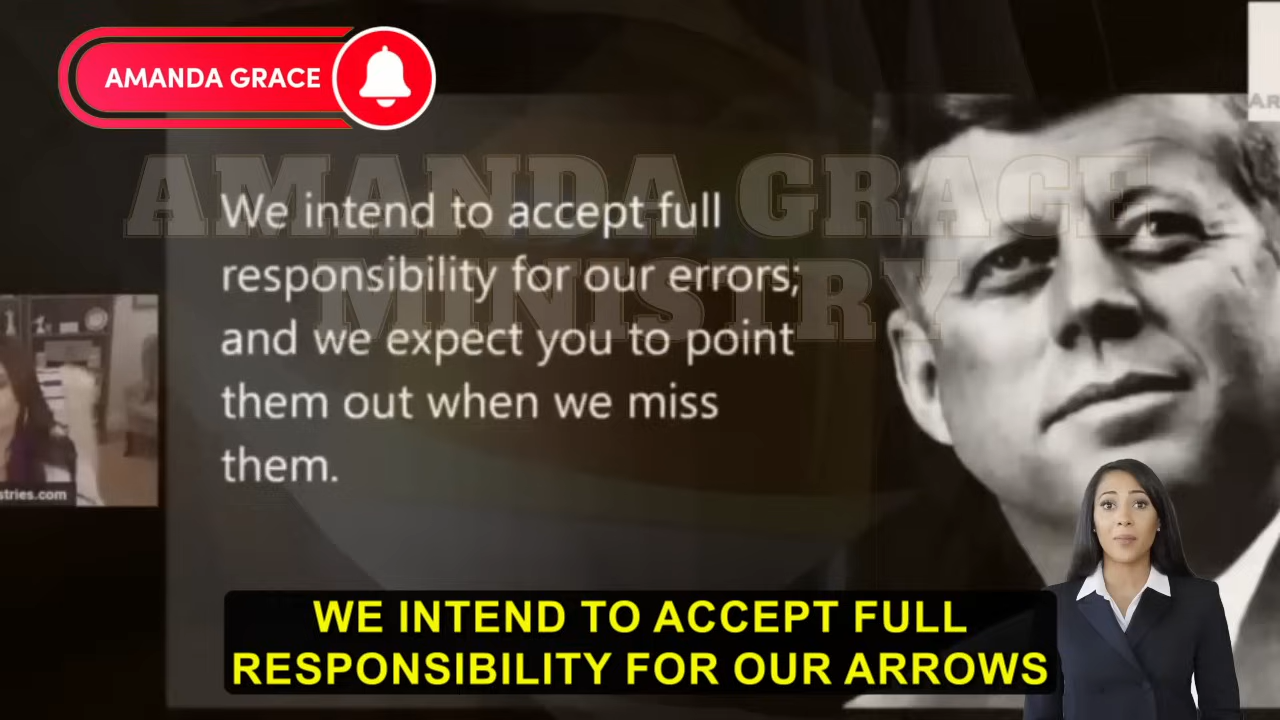 AMANDA GRACE
AR
AMANDA GRACE
MINISTRY
We intend to accept full
responsibility for our errors;
and we expect you to point
them out when we miss
them.
stries.com
WE INTEND TO ACCEPT FULL
RESPONSIBILITY FOR OUR ARROWS